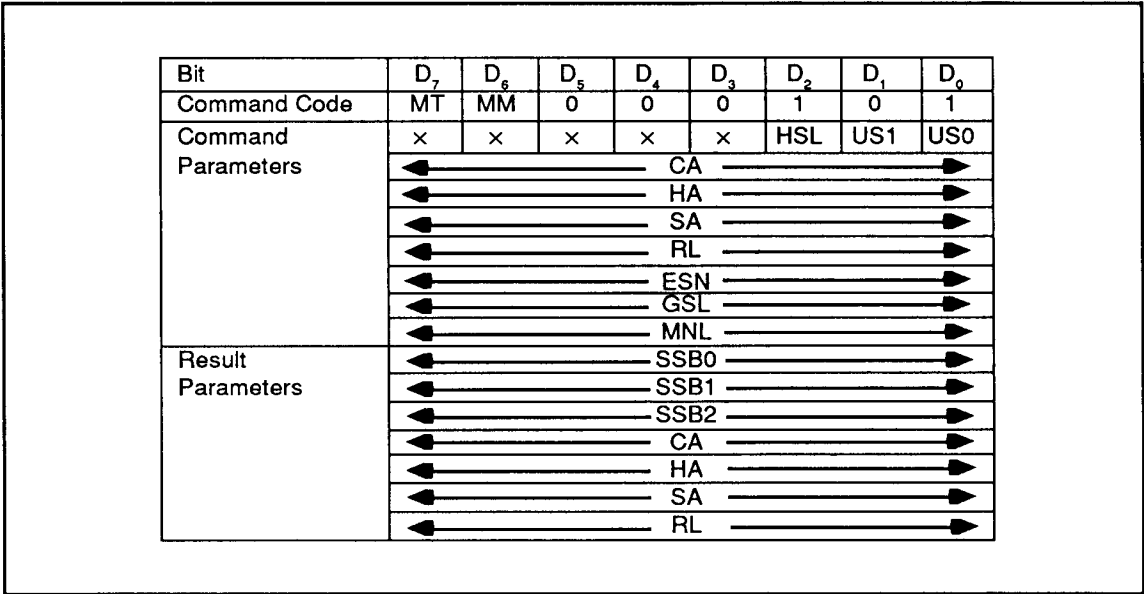 Bit D7 D6 D5 D4 D3 D2 D1 D0
Command Code MT MM 0 0 0 1 0 1
Command × × × × × HSL US1 US0
Parameters CA
HA
SA
RL
ESN
GSL
MNL
Result SSB0
Parameters SSB1
SSB2
CA
HA
SA
RL